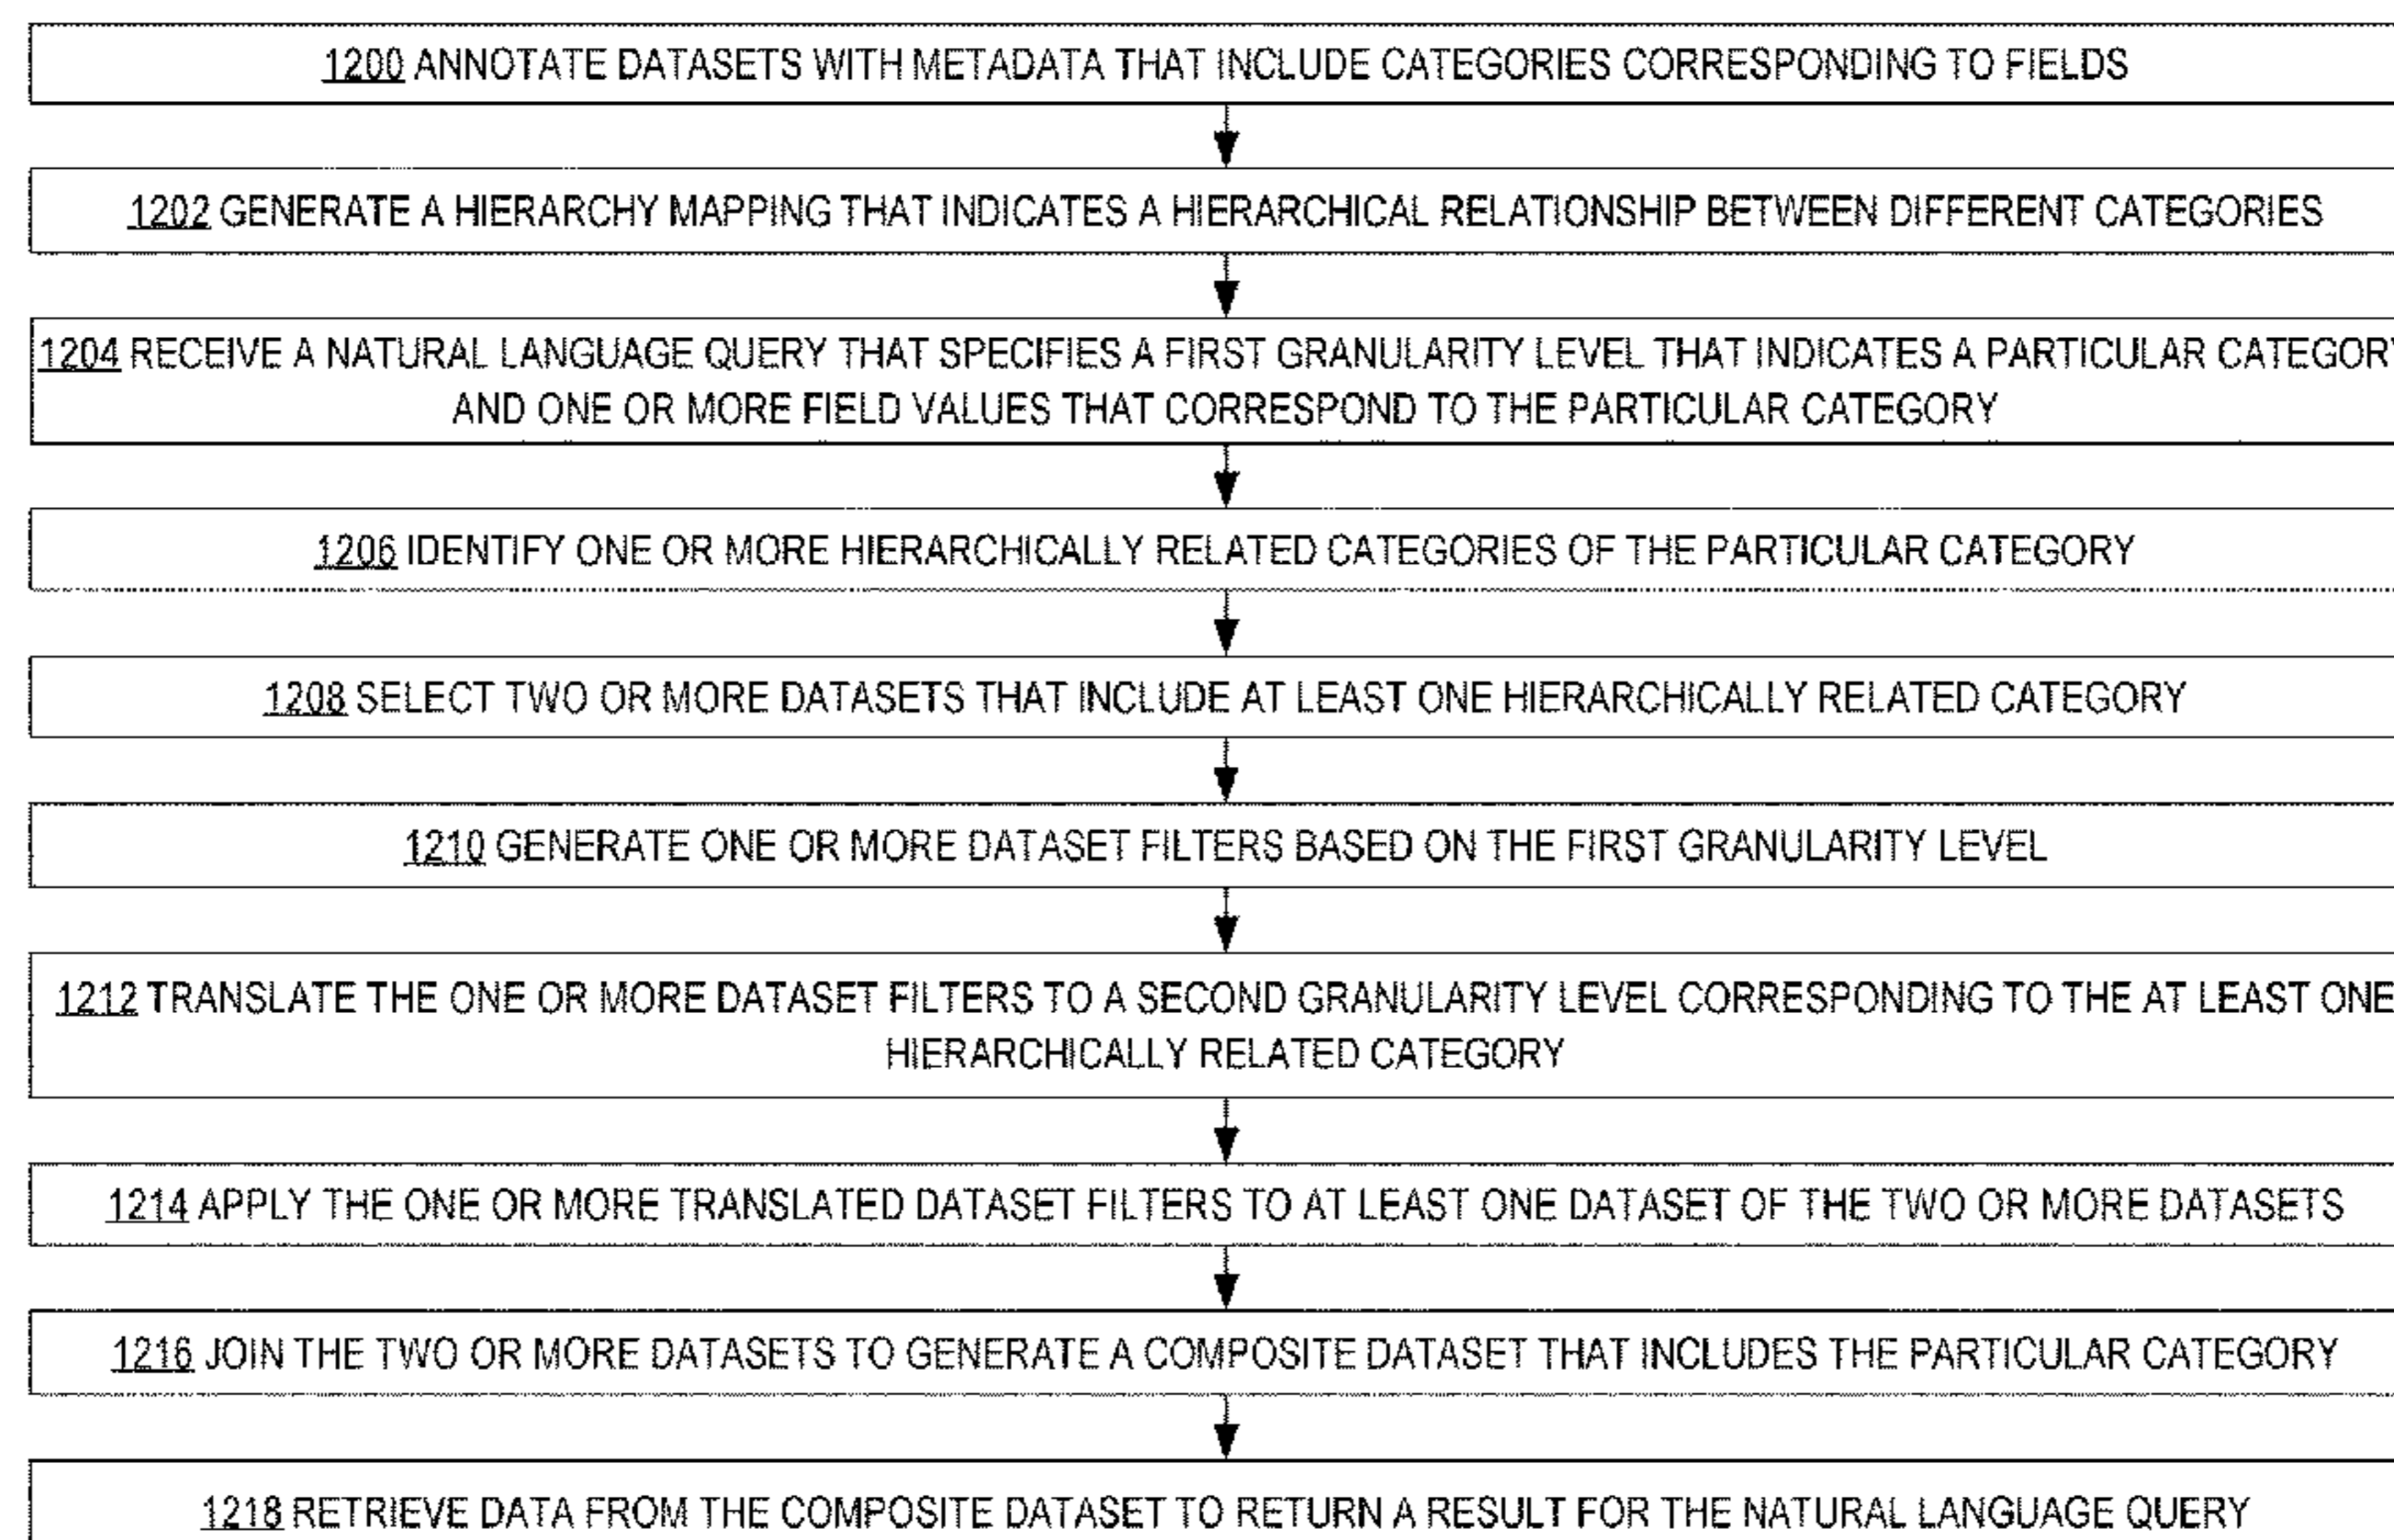 1200 ANNOTATE DATASETS WITH METADATA THAT INCLUDE CATEGORIES CORRESPONDING TO FIELDS
1202 GENERATE A HIERARCHY MAPPING THAT INDICATES A HIERARCHICAL RELATIONSHIP BETWEEN DIFFERENT CATEGORIES
1204 RECEIVE A NATURAL LANGUAGE QUERY THAT SPECIFIES A FIRST GRANULARITY LEVEL THAT INDICATES A PARTICULAR CATEGORY
AND ONE OR MORE FIELD VALUES THAT CORRESPOND TO THE PARTICULAR CATEGORY
1206 IDENTIFY ONE OR MORE HIERARCHICALLY RELATED CATEGORIES OF THE PARTICULAR CATEGORY
1208 SELECT TWO OR MORE DATASETS THAT INCLUDE AT LEAST ONE HIERARCHICALLY RELATED CATEGORY
1210 GENERATE ONE OR MORE DATASET FILTERS BASED ON THE FIRST GRANULARITY LEVEL
1212 TRANSLATE THE ONE OR MORE DATASET FILTERS TO A SECOND GRANULARITY LEVEL CORRESPONDING TO THE AT LEAST ONE
HIERARCHICALLY RELATED CATEGORY
1214 APPLY THE ONE OR MORE TRANSLATED DATASET FILTERS TO AT LEAST ONE DATASET OF THE TWO OR MORE DATASETS
1216 JOIN THE TWO OR MORE DATASETS TO GENERATE A COMPOSITE DATASET THAT INCLUDES THE PARTICULAR CATEGORY
1218 RETRIEVE DATA FROM THE COMPOSITE DATASET TO RETURN A RESULT FOR THE NATURAL LANGUAGE QUERY